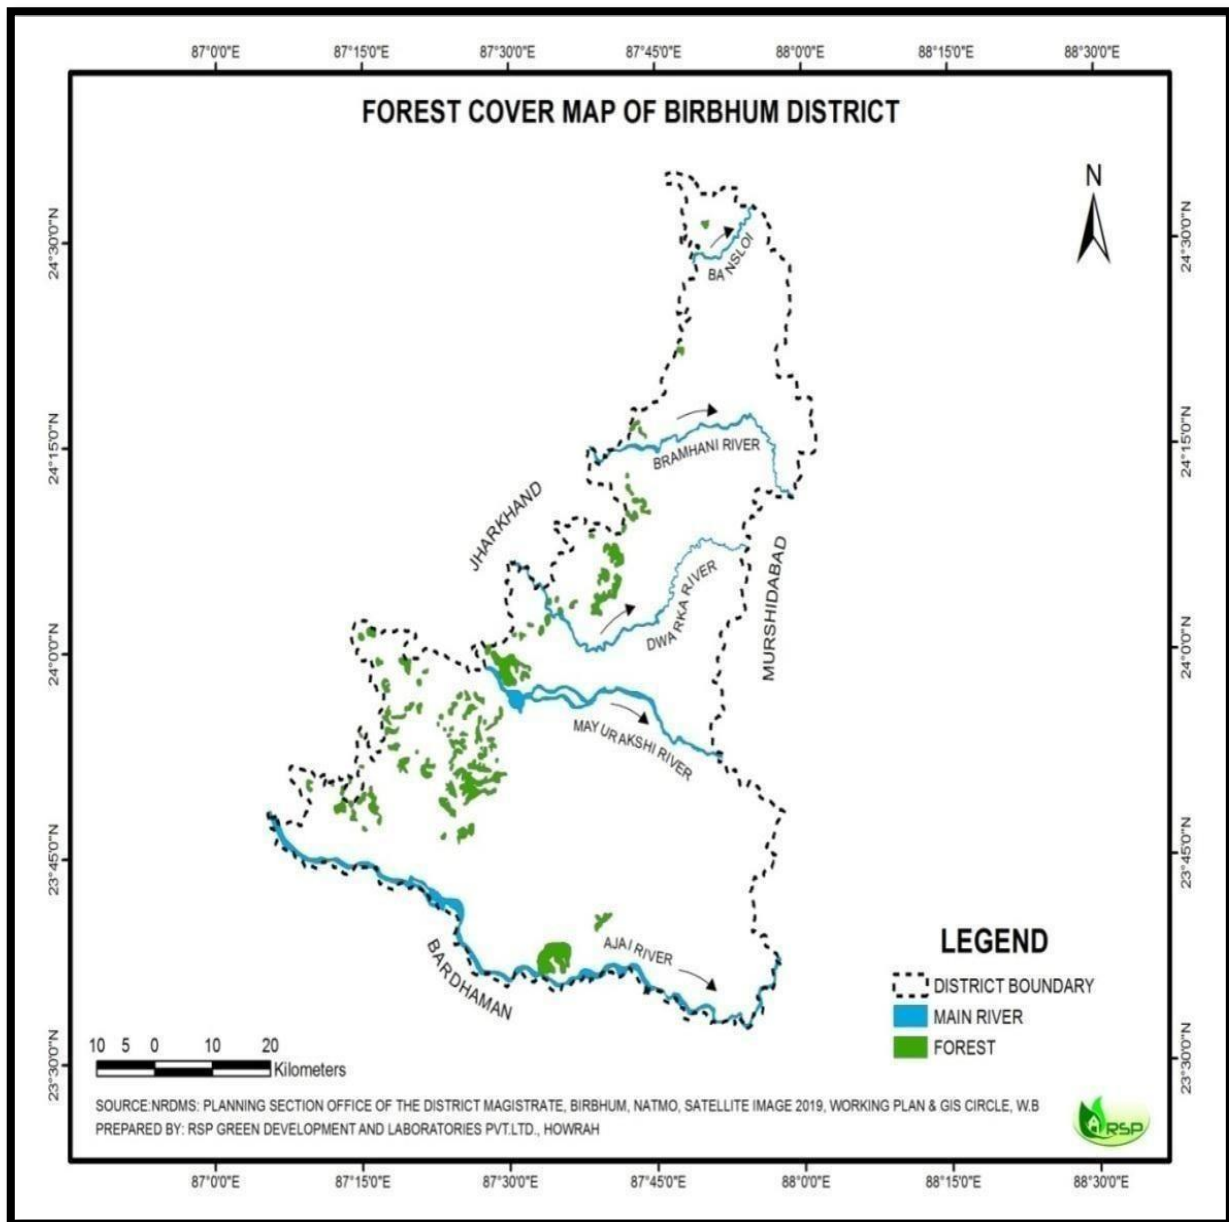 87°0'0"E 87°15'0"E 87°30'0"E 87°45'0"E 88°0'0"E 88°15'0"E 88°30'0"E
FOREST COVER MAP OF BIRBHUM DISTRICT
N
24°30'0"N
24°30'0"N
BANSLOI
24°15'0"N
24°15'0"N
BRAMHANI RIVER
JHARKHAND
MURSHIDABAD
DWARKA RIVER
24°0'0"N
24°0'0"N
MAYURAKSHI RIVER
23°45'0"N
23°45'0"N
AJAI RIVER
BARDHAMAN
LEGEND
DISTRICT BOUNDARY
MAIN RIVER
FOREST
23°30'0"N
23°30'0"N
10 5 0 10 20
Kilometers
SOURCE:NRDMS: PLANNING SECTION OFFICE OF THE DISTRICT MAGISTRATE, BIRBHUM, NATMO, SATELLITE IMAGE 2019, WORKING PLAN & GIS CIRCLE, W.B
PREPARED BY: RSP GREEN DEVELOPMENT AND LABORATORIES PVT.LTD., HOWRAH
RSP
87°0'0"E 87°15'0"E 87°30'0"E 87°45'0"E 88°0'0"E 88°15'0"E 88°30'0"E